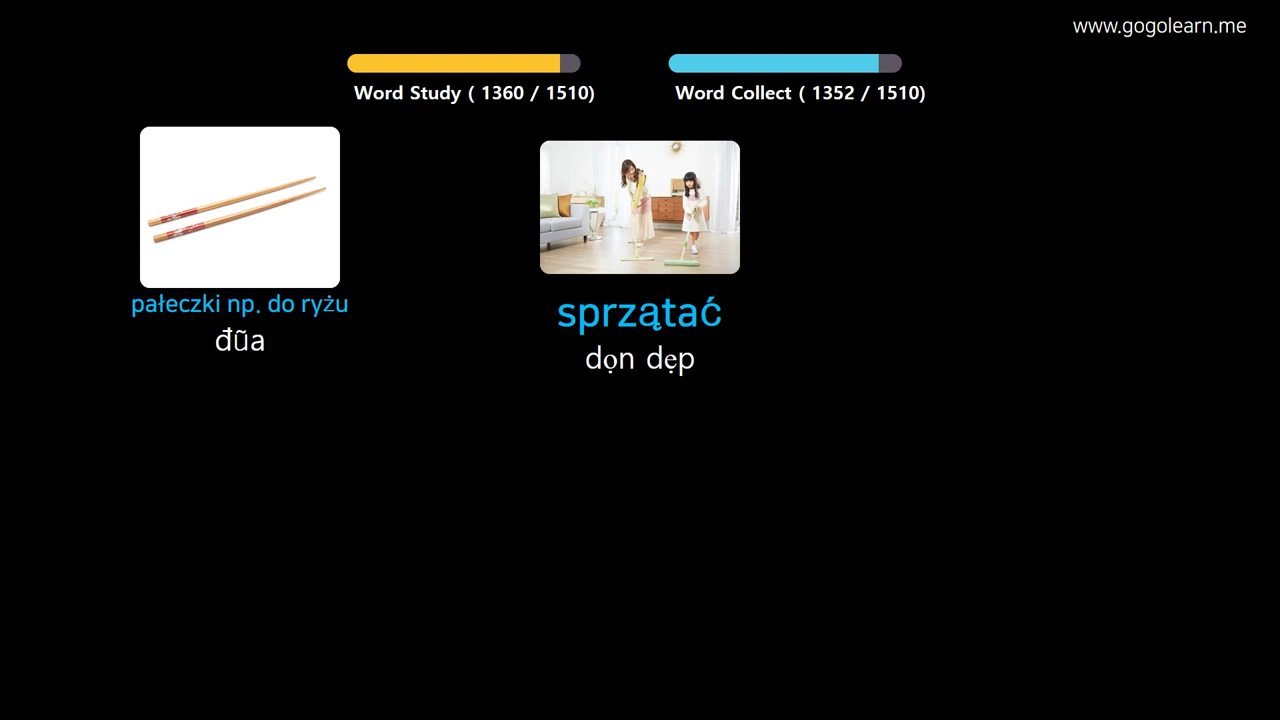 www.gogolearn.me
Word Study ( 1360 / 1510)
Word Collect ( 1352 / 1510)
pałeczki np. do ryżu
đũa
sprzątać
dọn dẹp